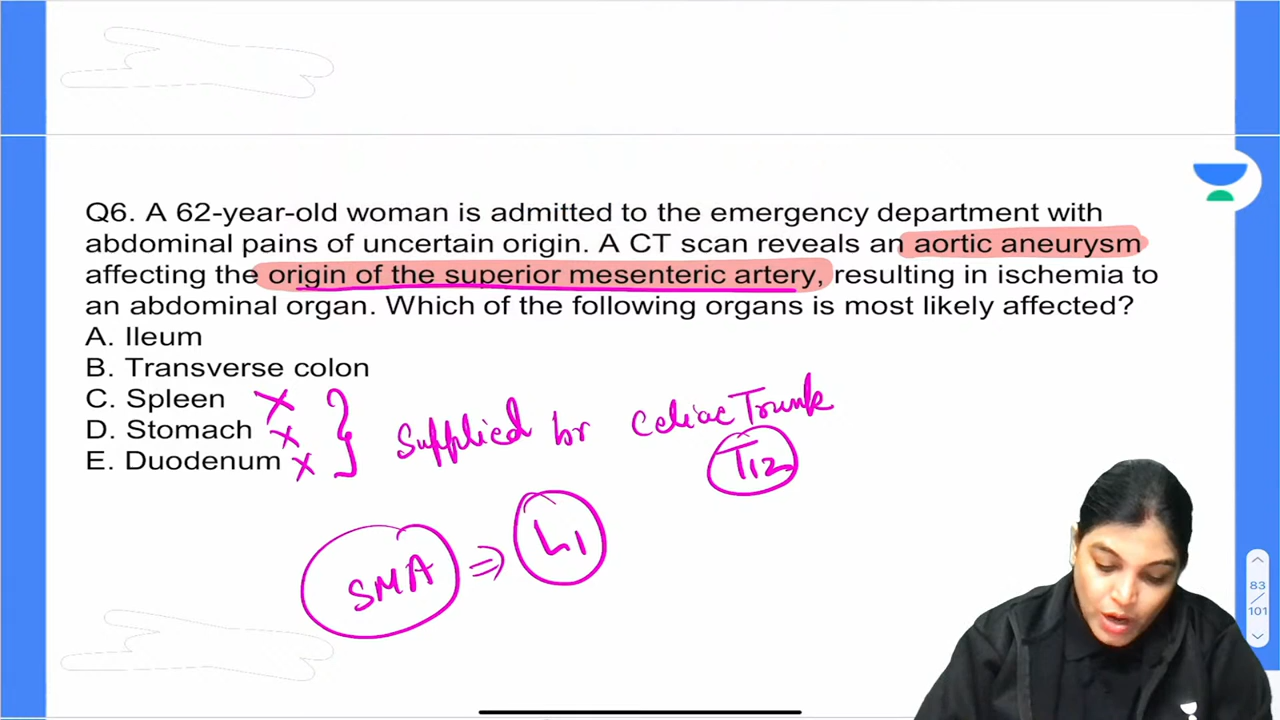 Q6. A 62-year-old woman is admitted to the emergency department with
abdominal pains of uncertain origin. A CT scan reveals an aortic aneurysm
affecting the origin of the superior mesenteric artery, resulting in ischemia to
an abdominal organ. Which of the following organs is most likely affected?
A. Ileum
B. Transverse colon
C. Spleen X
D. Stomach X
E. Duodenum X
Supplied by Celiac Trunk
T12
SMA ⇒ L1
83
/
101